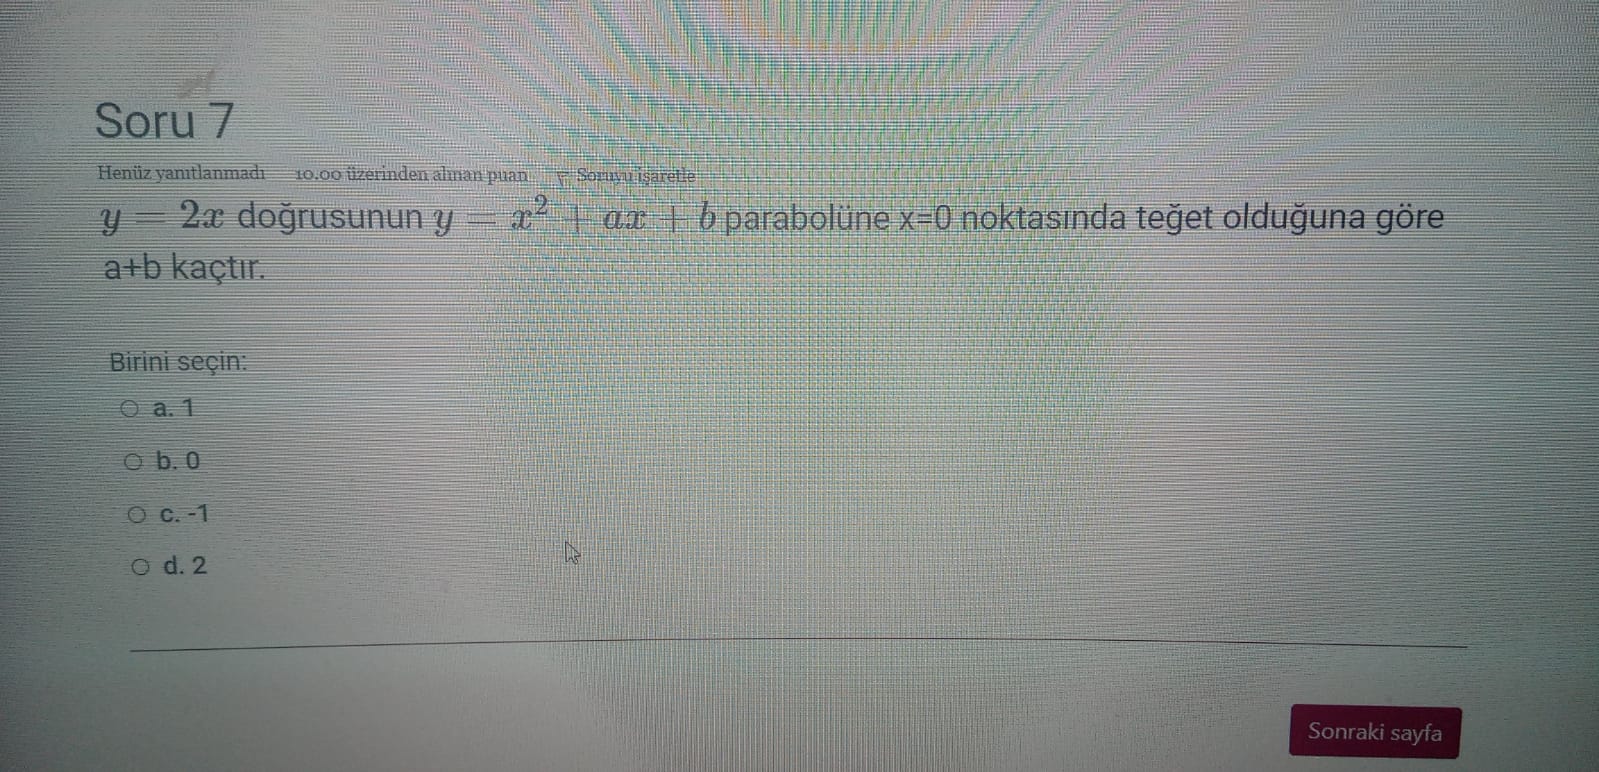 Soru 7
Henüz yanıtlanmadı 10.00 üzerinden alınan puan Soruyu işaretle
y = 2x doğrusunun y = x² + ax + b parabolüne x=0 noktasında teğet olduğuna göre
a+b kaçtır.
Birini seçin:
a. 1
b. 0
c. -1
d. 2
Sonraki sayfa